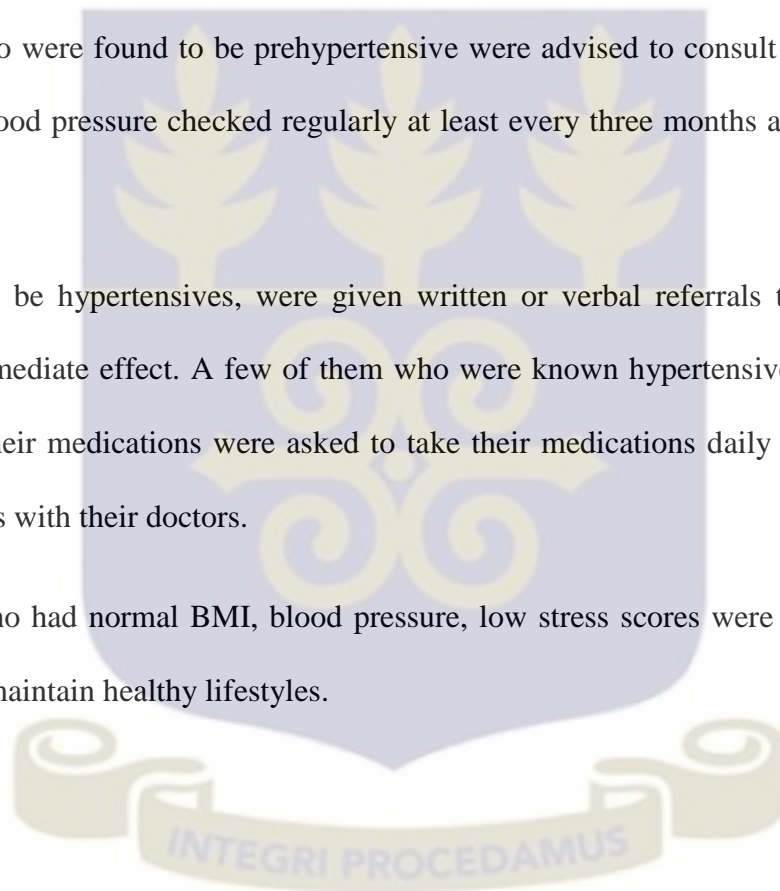 o were found to be prehypertensive were advised to consult
ood pressure checked regularly at least every three months a
be hypertensives, were given written or verbal referrals t
mediate effect. A few of them who were known hypertensive
heir medications were asked to take their medications daily
s with their doctors.
ho had normal BMI, blood pressure, low stress scores were
maintain healthy lifestyles.
INTEGRI PROCEDAMUS